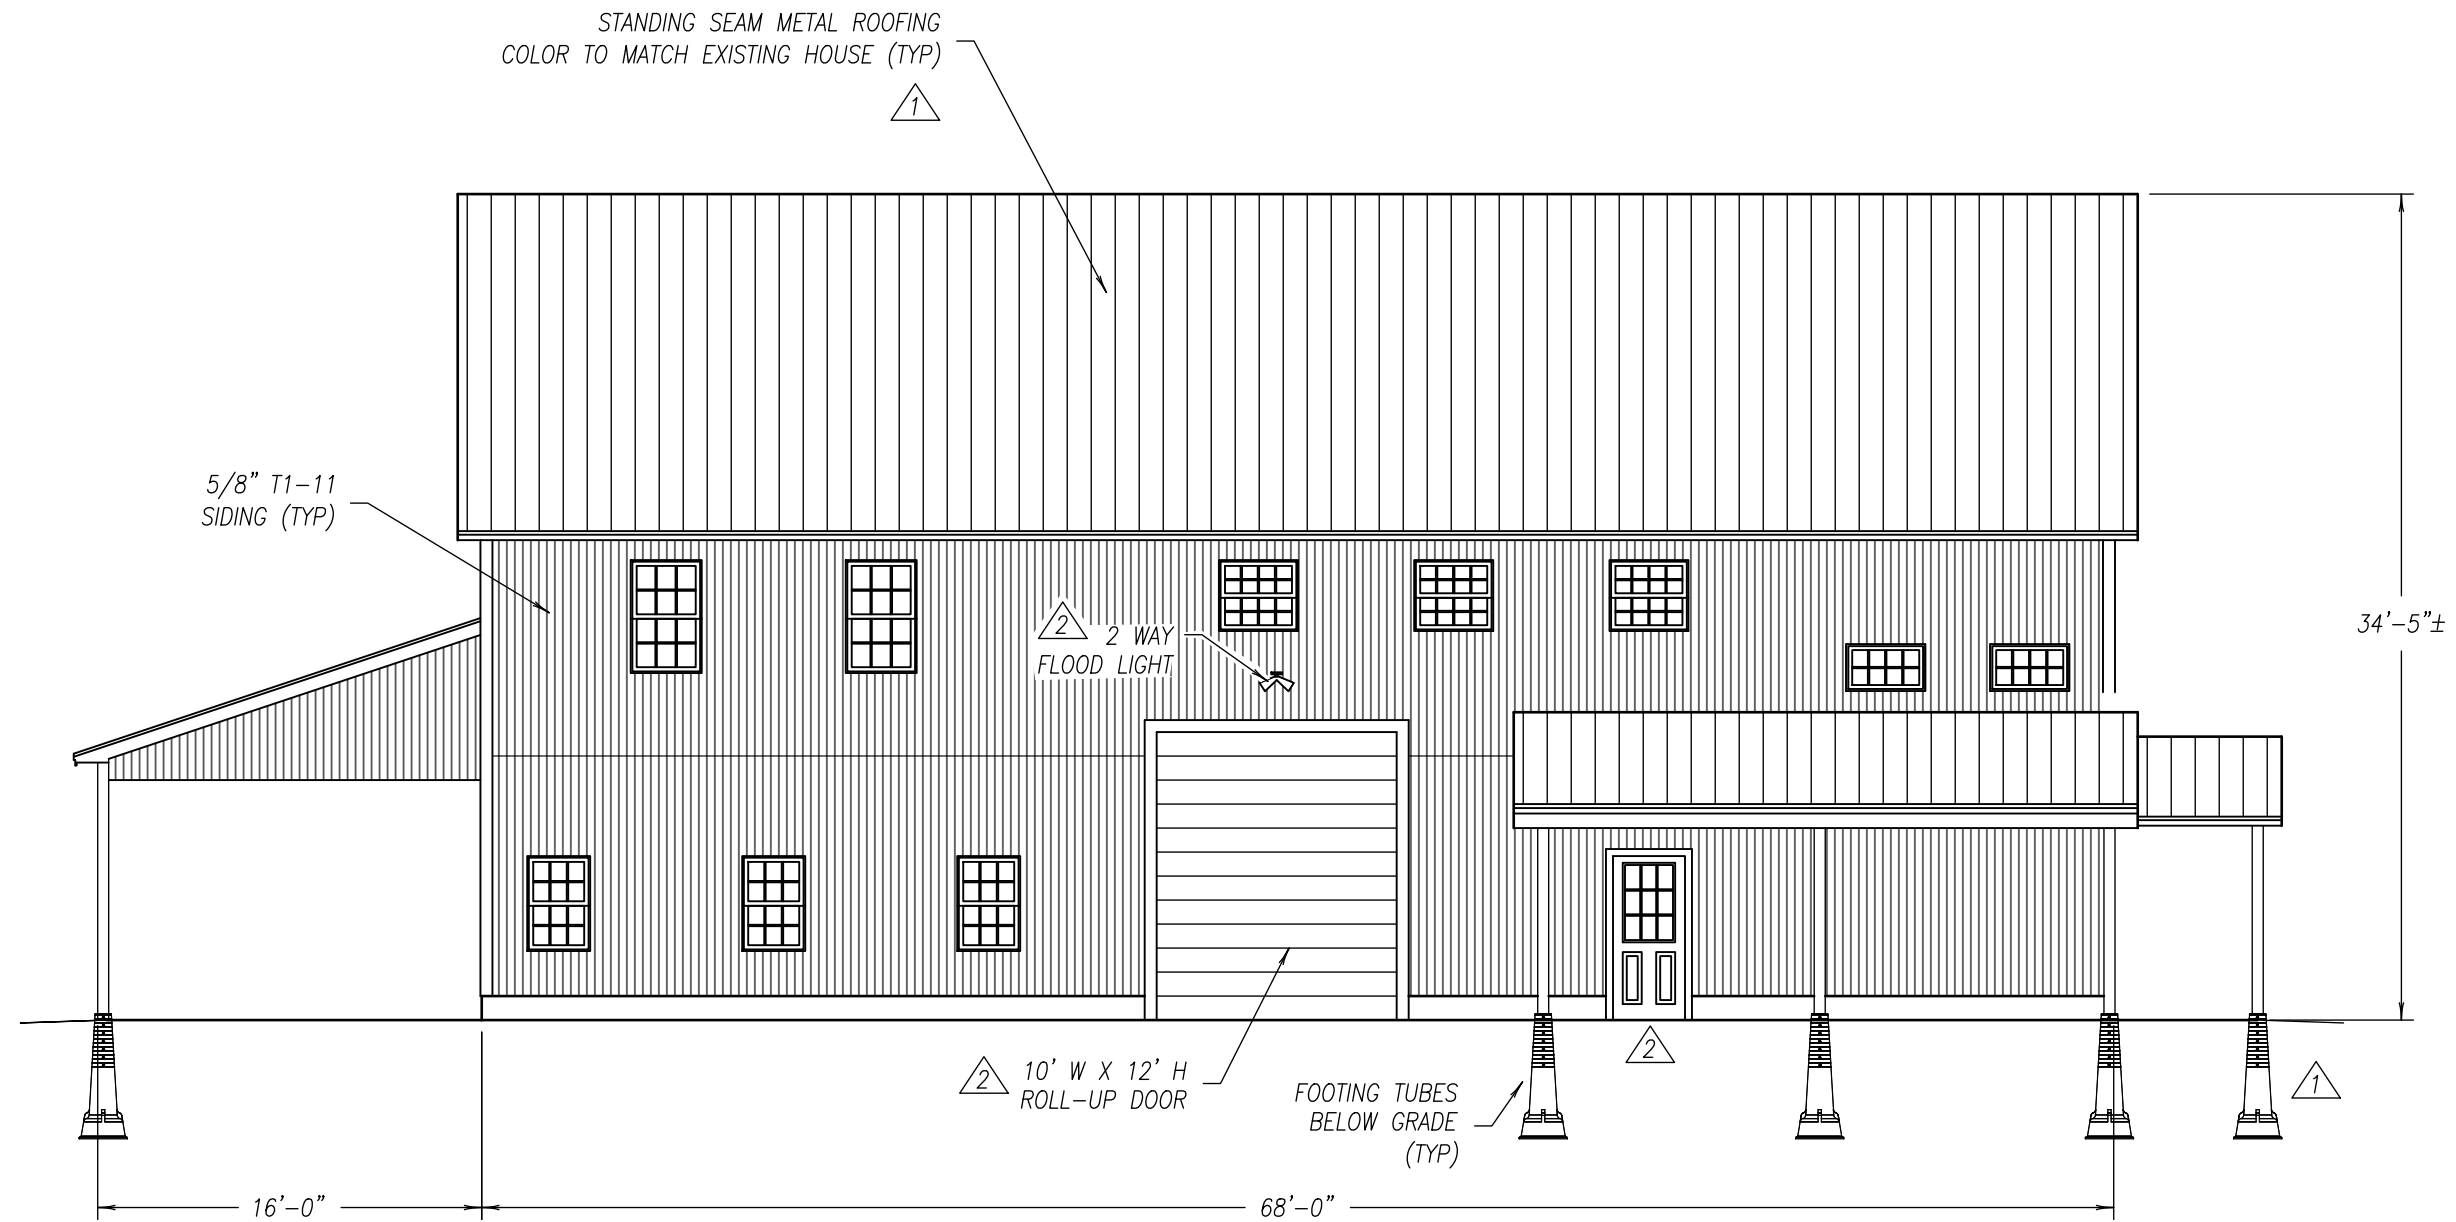 STANDING SEAM METAL ROOFING
COLOR TO MATCH EXISTING HOUSE (TYP)
1
5/8" T1-11
SIDING (TYP)
34'-5"±
2 2 WAY
FLOOD LIGHT
2 10' W X 12' H
ROLL-UP DOOR
2
FOOTING TUBES
BELOW GRADE
(TYP)
1
16'-0"
68'-0"